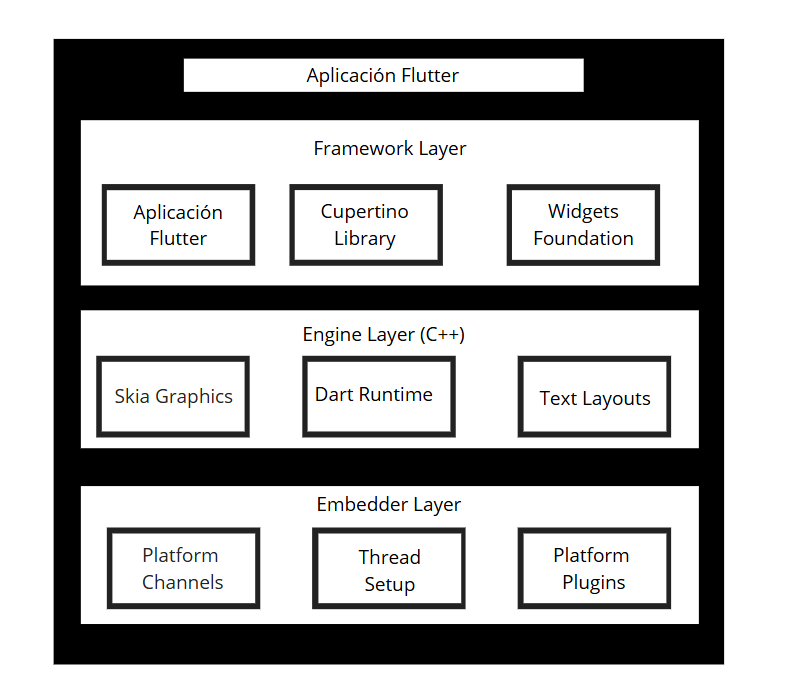 Aplicación Flutter
Framework Layer
Aplicación
Flutter
Cupertino
Library
Widgets
Foundation
Engine Layer (C++)
Skia Graphics
Dart Runtime
Text Layouts
Embedder Layer
Platform
Channels
Thread
Setup
Platform
Plugins